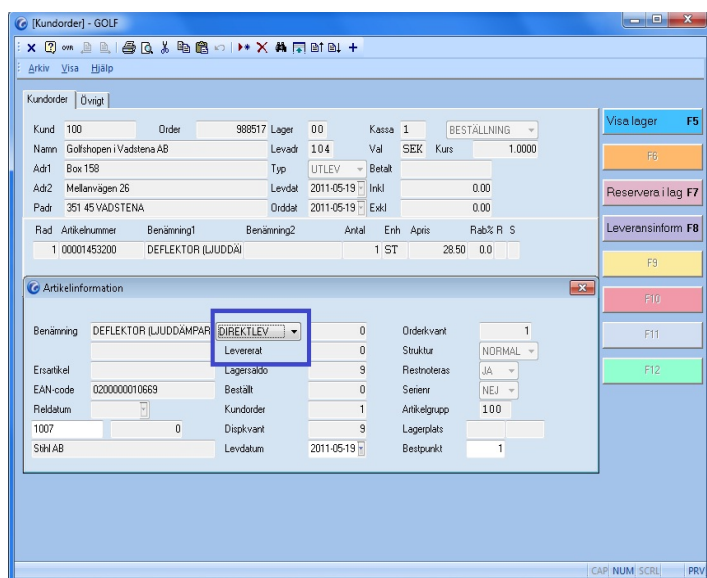 [Kundorder] - GOLF
OVR
Arkiv Visa Hjälp
Kundorder Övrigt
Kund 100 Order 988517 Lager 00 Kassa 1 BESTÄLLNING
Namn Golfshopen i Vadstena AB Levadr 104 Val SEK Kurs 1.0000
Adr1 Box 158 Typ UTLEV Betalt
Adr2 Mellanvägen 26 Levdat 2011-05-19 Inkl 0.00
Padr 351 45 VADSTENA Orddat 2011-05-19 Exkl 0.00
Rad Artikelnummer Benämning1 Benämning2 Antal Enh Apris Rab% R S
1 00001453200 DEFLEKTOR (LJUDDÄI 1 ST 28.50 0.0
Visa lager F5
F6
Reservera i lag F7
Leveransinform F8
F9
F10
F11
F12
Artikelinformation
Benämning DEFLEKTOR (LJUDDÄMPAR DIREKTLEV 0 Orderkvant 1
Levererat 0 Struktur NORMAL
Ersartikel Lagersaldo 9 Restnoteras JA
EAN-code 0200000010669 Beställt 0 Serienr NEJ
Reldatum Kundorder 1 Artikelgrupp 100
1007 0 Dispkvant 9 Lagerplats
Stihl AB Levdatum 2011-05-19 Bestpunkt 1
CAP NUM SCRL PRV